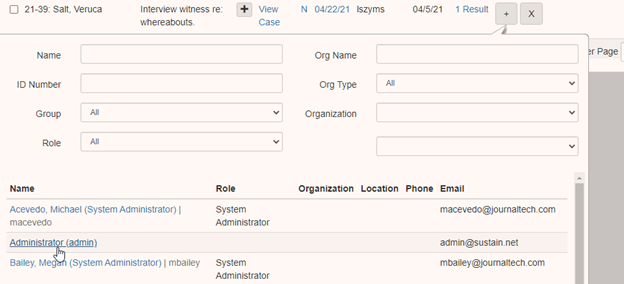 21-39: Salt, Veruca Interview witness re: + View N 04/22/21 Iszyms 04/5/21 1 Result + X
whereabouts. Case
er Page
Name Org Name
ID Number Org Type All
Group All Organization
Role All
Name Role Organization Location Phone Email
Acevedo, Michael (System Administrator) | System macevedo@journaltech.com
macevedo Administrator
Administrator (admin) admin@sustain.net
Bailey, Megan (System Administrator) | mbailey System mbailey@journaltech.com
Administrator